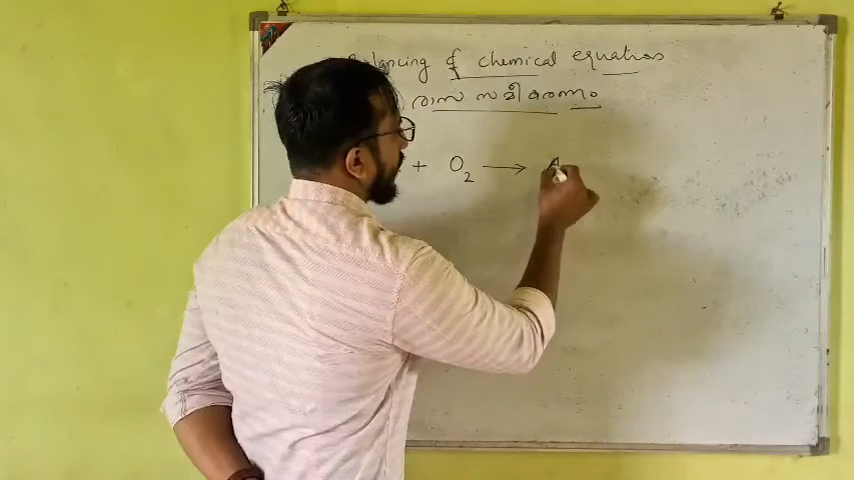 Balancing of chemical equations
രാസ സമീകരണം
+ O₂ → A